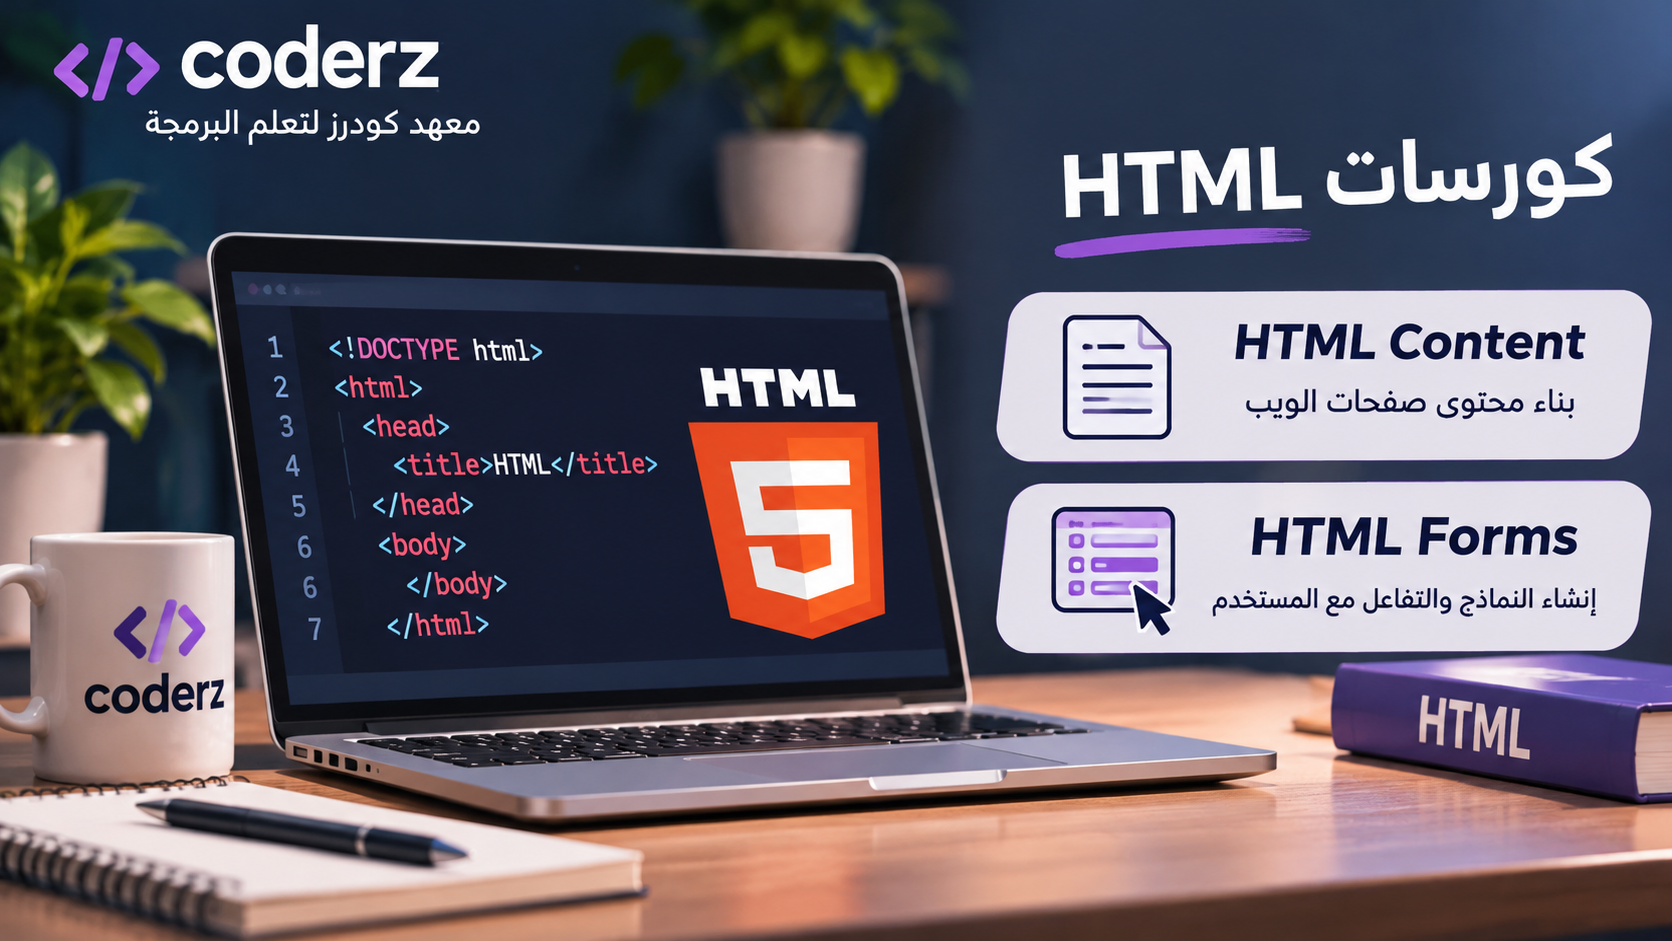 </> coderz
معهد كودرز لتعلم البرمجة
كورسات HTML
HTML Content
بناء محتوى صفحات الويب
HTML Forms
إنشاء النماذج والتفاعل مع المستخدم
1 <!DOCTYPE html>
2 <html>
3 <head>
4 <title>HTML</title>
5 </head>
6 <body>
6 </body>
7 </html>
HTML
5
</>
coderz
HTML